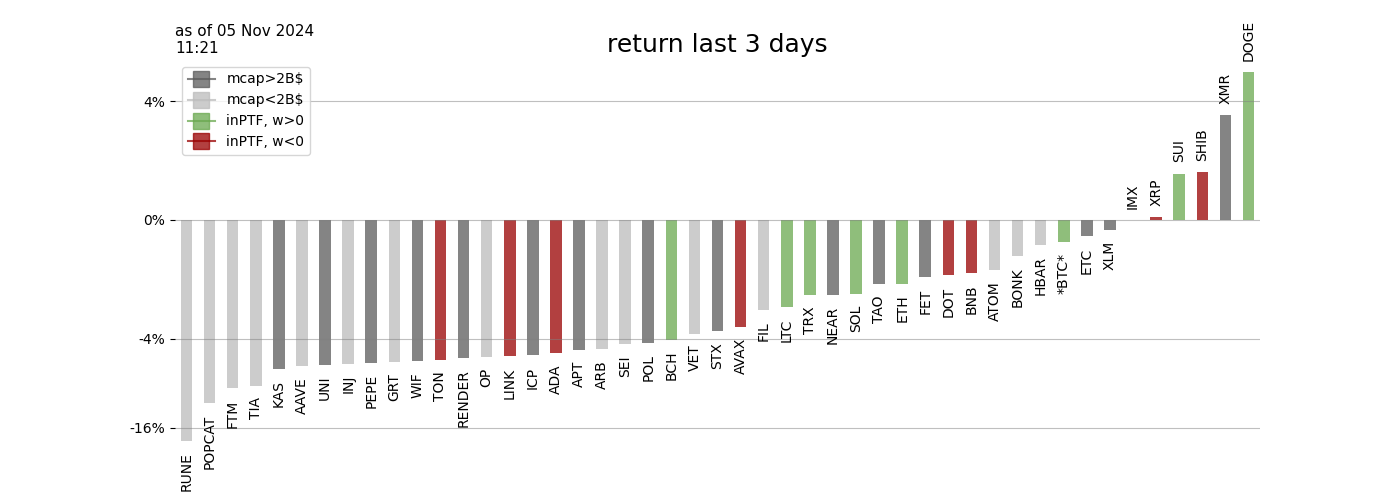 as of 05 Nov 2024
11:21
return last 3 days
mcap>2B$
mcap<2B$
inPTF, w>0
inPTF, w<0
4%
0%
-4%
-16%
RUNE
POPCAT
FTM
TIA
KAS
AAVE
UNI
INJ
PEPE
GRT
WIF
TON
RENDER
OP
LINK
ICP
ADA
APT
ARB
SEI
POL
BCH
VET
STX
AVAX
FIL
LTC
TRX
NEAR
SOL
TAO
ETH
FET
DOT
BNB
ATOM
BONK
HBAR
*BTC*
ETC
XLM
IMX
XRP
SUI
SHIB
XMR
DOGE